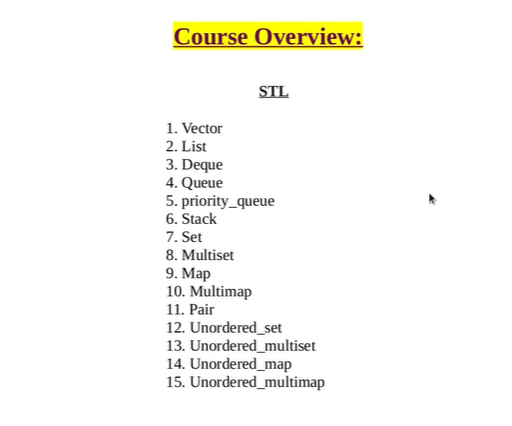 Course Overview:
STL
1. Vector
2. List
3. Deque
4. Queue
5. priority_queue
6. Stack
7. Set
8. Multiset
9. Map
10. Multimap
11. Pair
12. Unordered_set
13. Unordered_multiset
14. Unordered_map
15. Unordered_multimap